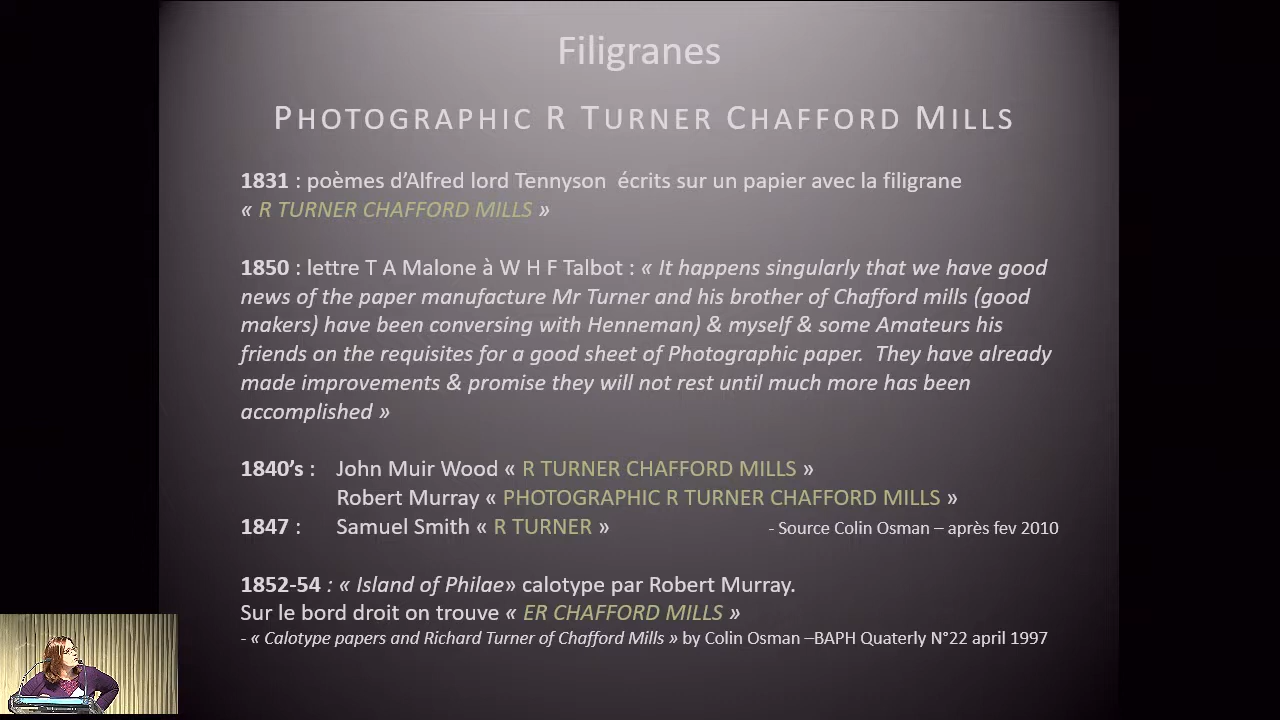 Filigranes
PHOTOGRAPHIC R TURNER CHAFFORD MILLS
1831 : poèmes d’Alfred lord Tennyson écrits sur un papier avec la filigrane
« R TURNER CHAFFORD MILLS »
1850 : lettre T A Malone à W H F Talbot : « It happens singularly that we have good
news of the paper manufacture Mr Turner and his brother of Chafford mills (good
makers) have been conversing with Henneman) & myself & some Amateurs his
friends on the requisites for a good sheet of Photographic paper. They have already
made improvements & promise they will not rest until much more has been
accomplished »
1840’s : John Muir Wood « R TURNER CHAFFORD MILLS »
Robert Murray « PHOTOGRAPHIC R TURNER CHAFFORD MILLS »
1847 : Samuel Smith « R TURNER » - Source Colin Osman – après fev 2010
1852-54 : « Island of Philae» calotype par Robert Murray.
Sur le bord droit on trouve « ER CHAFFORD MILLS »
- « Calotype papers and Richard Turner of Chafford Mills » by Colin Osman –BAPH Quaterly N°22 april 1997